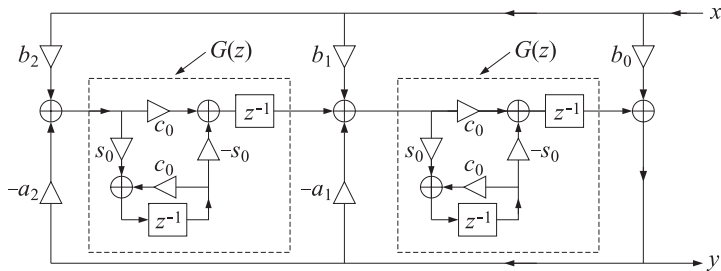 x
b₂ b₁ b₀
G(z) G(z)
c₀ z⁻¹ c₀ z⁻¹
s₀ c₀ -s₀ s₀ c₀ -s₀
-a₂ -a₁
z⁻¹ z⁻¹
y